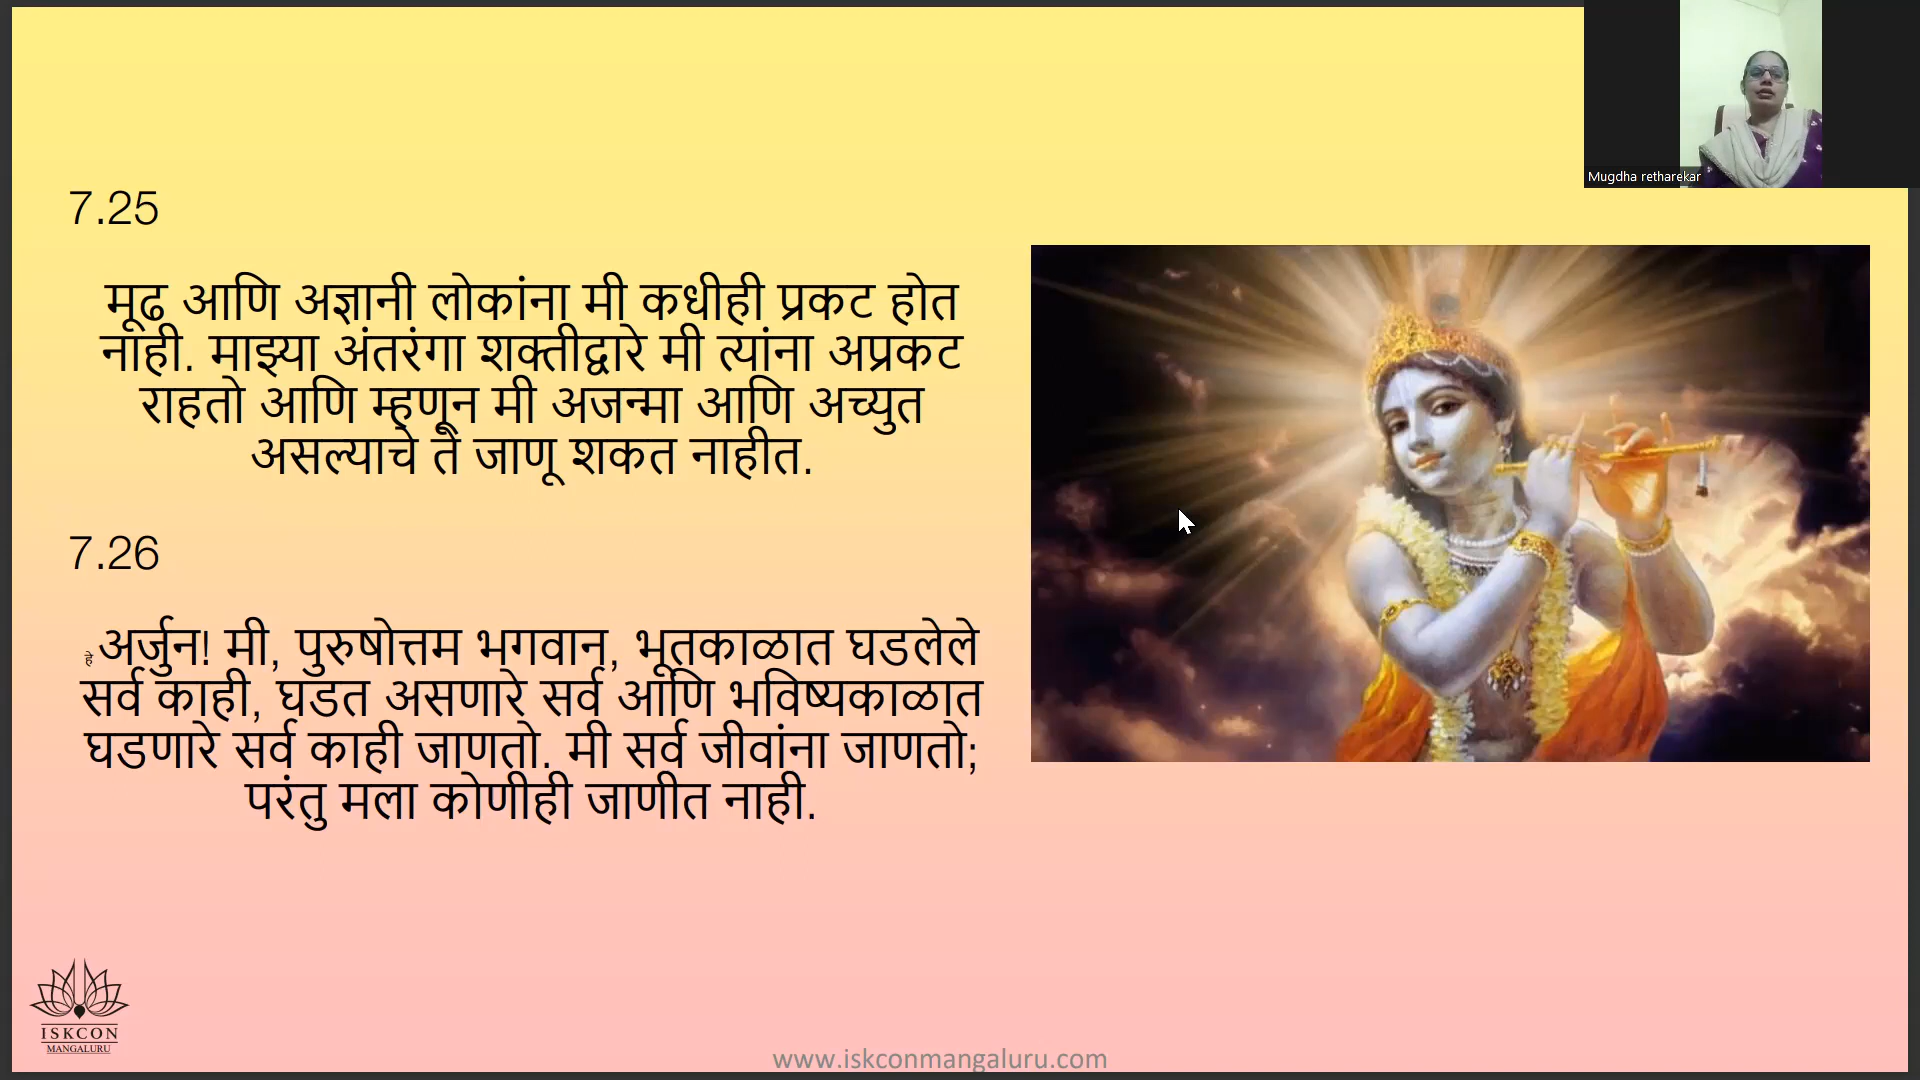 Mugdha retharekar
7.25
मूढ आणि अज्ञानी लोकांना मी कधीही प्रकट होत
नाही. माझ्या अंतरंगा शक्तीद्वारे मी त्यांना अप्रकट
राहतो आणि म्हणून मी अजन्मा आणि अच्युत
असल्याचे ते जाणू शकत नाहीत.
7.26
हे अर्जुन! मी, पुरुषोत्तम भगवान, भूतकाळात घडलेले
सर्व काही, घडत असणारे सर्व आणि भविष्यकाळात
घडणारे सर्व काही जाणतो. मी सर्व जीवांना जाणतो;
परंतु मला कोणीही जाणीत नाही.
ISKCON
MANGALURU
www.iskconmangaluru.com